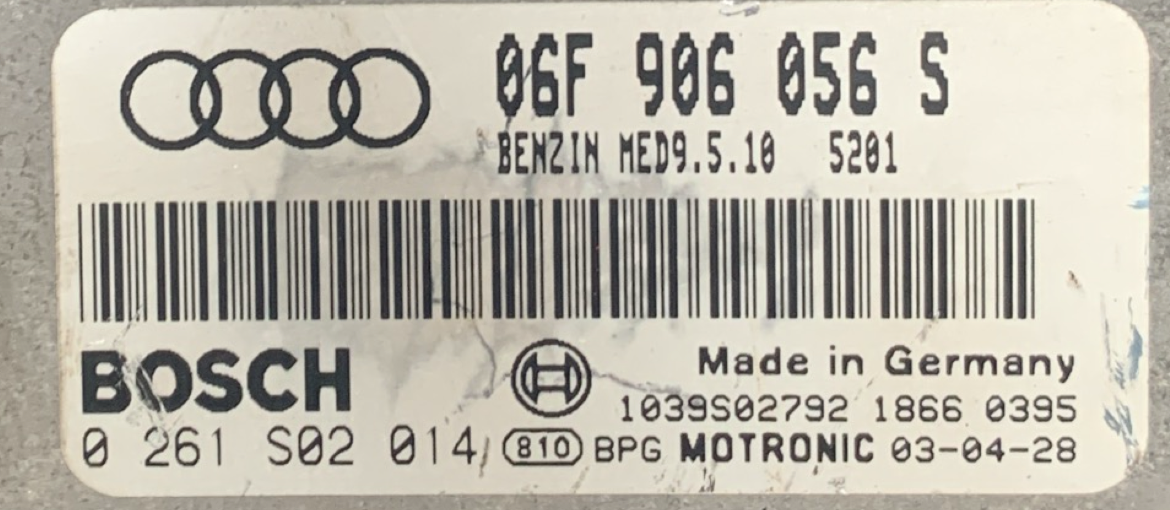 06F 906 056 S
BENZIN MED9.5.10 5201
BOSCH
Made in Germany
1039S02792 1866 0395
0 261 S02 014 810 BPG MOTRONIC 03-04-28